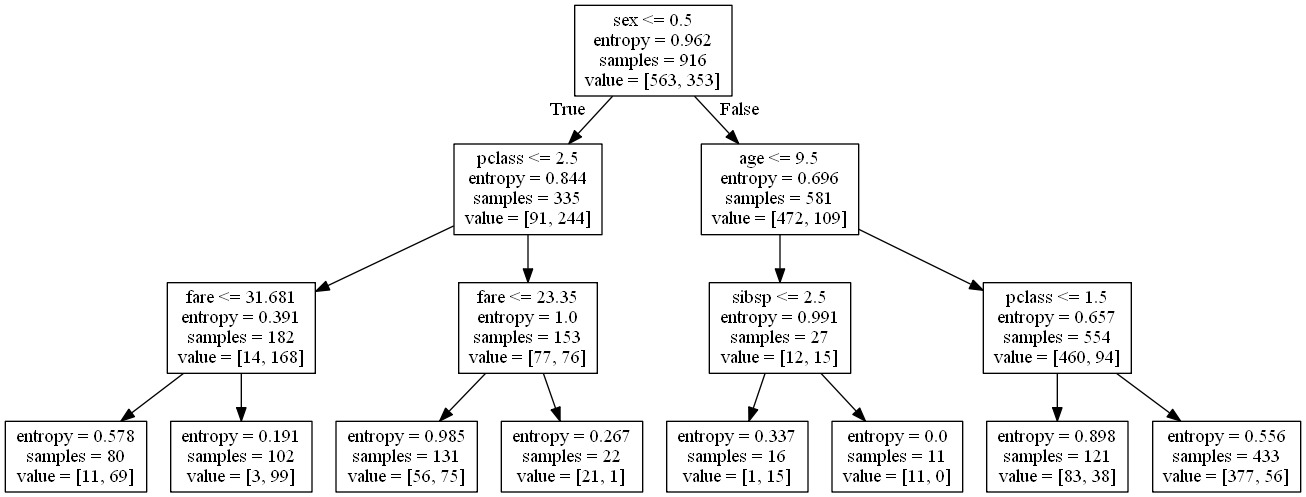 sex <= 0.5
entropy = 0.962
samples = 916
value = [563, 353]
True
False
pclass <= 2.5
entropy = 0.844
samples = 335
value = [91, 244]
age <= 9.5
entropy = 0.696
samples = 581
value = [472, 109]
fare <= 31.681
entropy = 0.391
samples = 182
value = [14, 168]
fare <= 23.35
entropy = 1.0
samples = 153
value = [77, 76]
sibsp <= 2.5
entropy = 0.991
samples = 27
value = [12, 15]
pclass <= 1.5
entropy = 0.657
samples = 554
value = [460, 94]
entropy = 0.578
samples = 80
value = [11, 69]
entropy = 0.191
samples = 102
value = [3, 99]
entropy = 0.985
samples = 131
value = [56, 75]
entropy = 0.267
samples = 22
value = [21, 1]
entropy = 0.337
samples = 16
value = [1, 15]
entropy = 0.0
samples = 11
value = [11, 0]
entropy = 0.898
samples = 121
value = [83, 38]
entropy = 0.556
samples = 433
value = [377, 56]